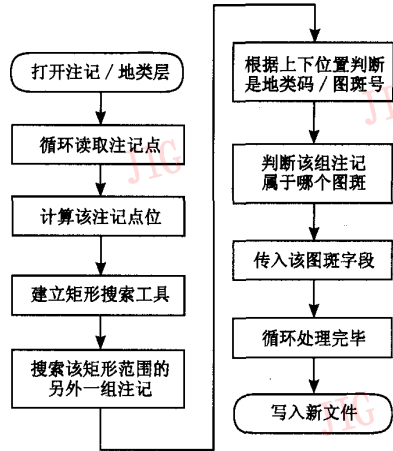 打开注记/地类层
循环读取注记点
计算该注记点位
建立矩形搜索工具
搜索该矩形范围的
另外一组注记
根据上下位置判断
是地类码/图斑号
判断该组注记
属于哪个图斑
传入该图斑字段
循环处理完毕
写入新文件
JIG
JIG
JIG